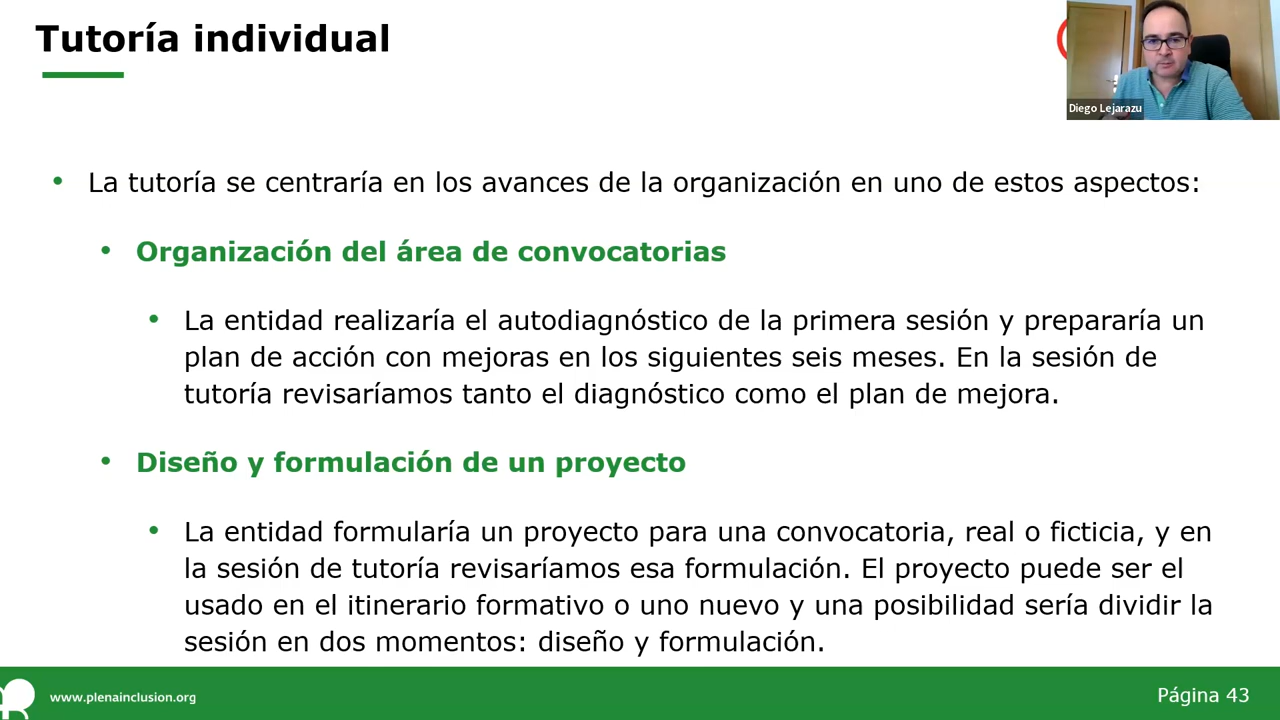 Tutoría individual
Diego Lejarazu
La tutoría se centraría en los avances de la organización en uno de estos aspectos:
Organización del área de convocatorias
La entidad realizaría el autodiagnóstico de la primera sesión y prepararía un
plan de acción con mejoras en los siguientes seis meses. En la sesión de
tutoría revisaríamos tanto el diagnóstico como el plan de mejora.
Diseño y formulación de un proyecto
La entidad formularía un proyecto para una convocatoria, real o ficticia, y en
la sesión de tutoría revisaríamos esa formulación. El proyecto puede ser el
usado en el itinerario formativo o uno nuevo y una posibilidad sería dividir la
sesión en dos momentos: diseño y formulación.
www.plenainclusion.org
Página 43